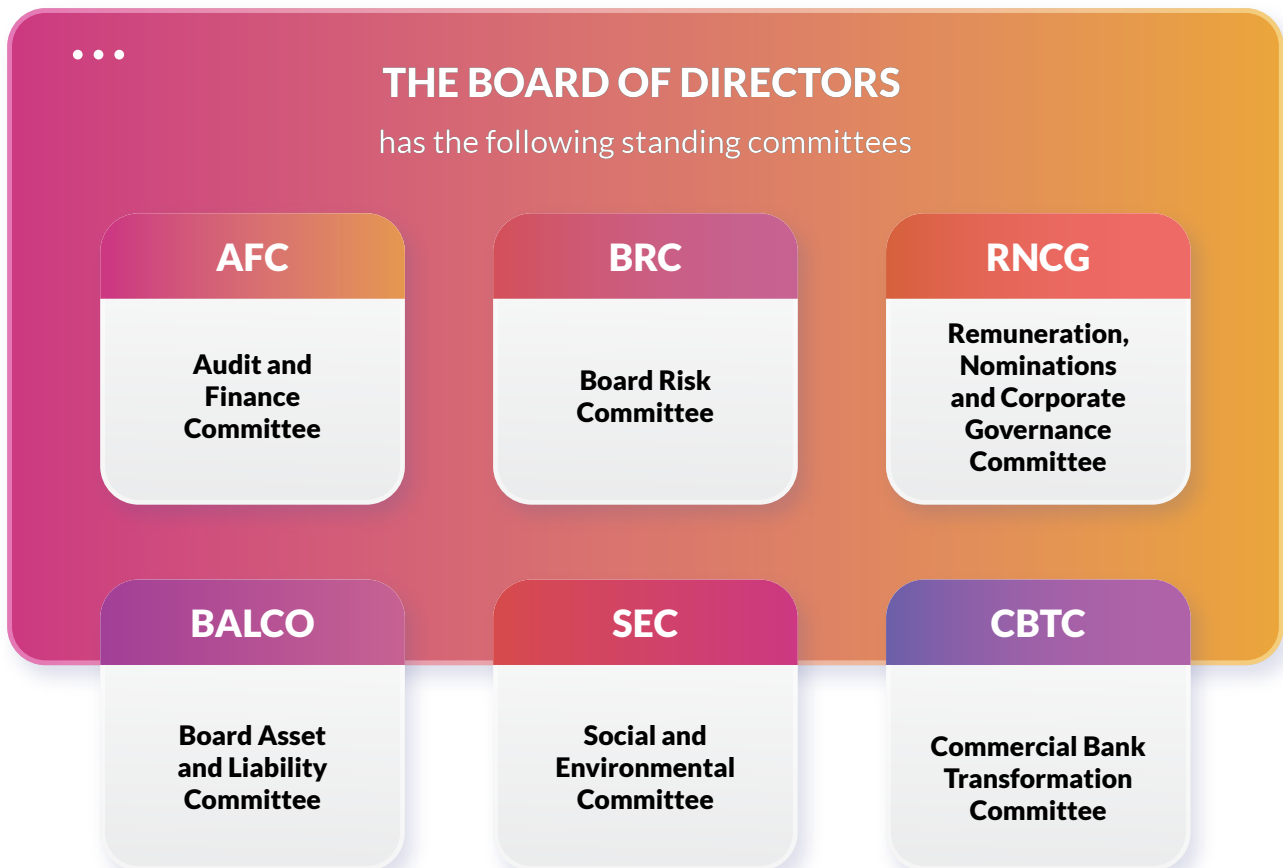 THE BOARD OF DIRECTORS
has the following standing committees
AFC
Audit and
Finance
Committee
BRC
Board Risk
Committee
RNCG
Remuneration,
Nominations
and Corporate
Governance
Committee
BALCO
Board Asset
and Liability
Committee
SEC
Social and
Environmental
Committee
CBTC
Commercial Bank
Transformation
Committee